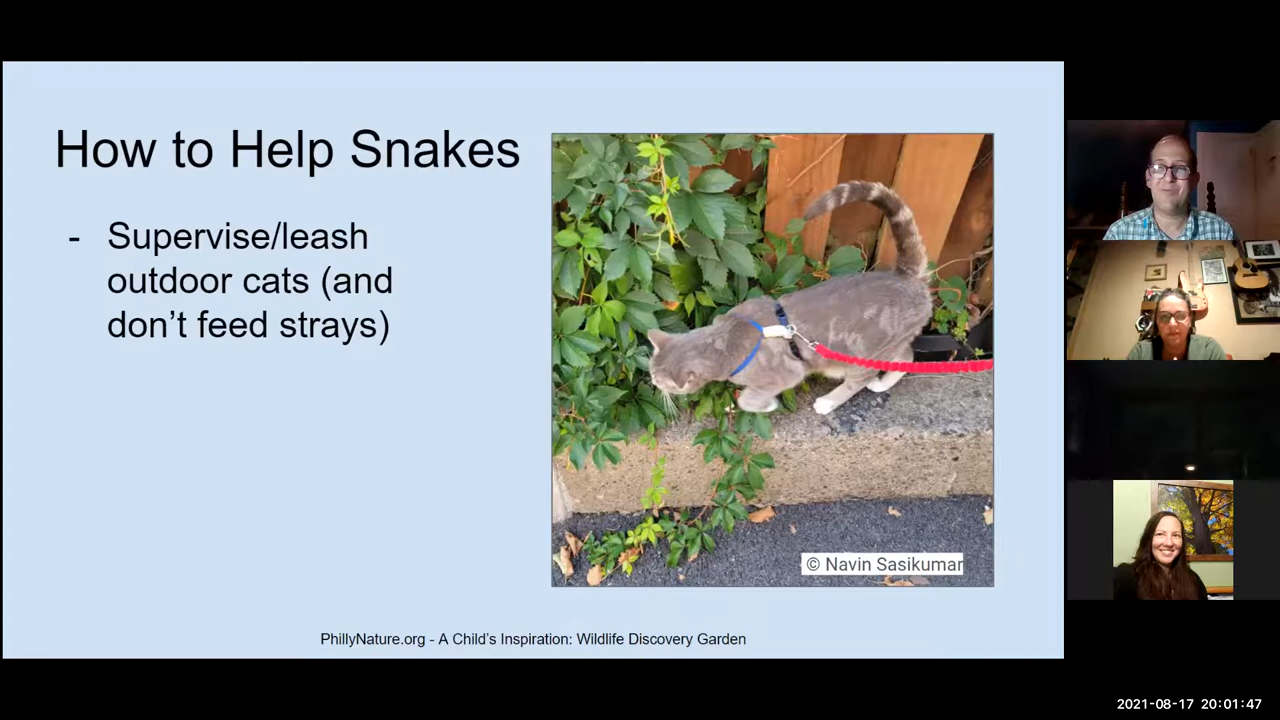 How to Help Snakes
- Supervise/leash
outdoor cats (and
don’t feed strays)
© Navin Sasikumar
PhillyNature.org - A Child’s Inspiration: Wildlife Discovery Garden
2021-08-17 20:01:47